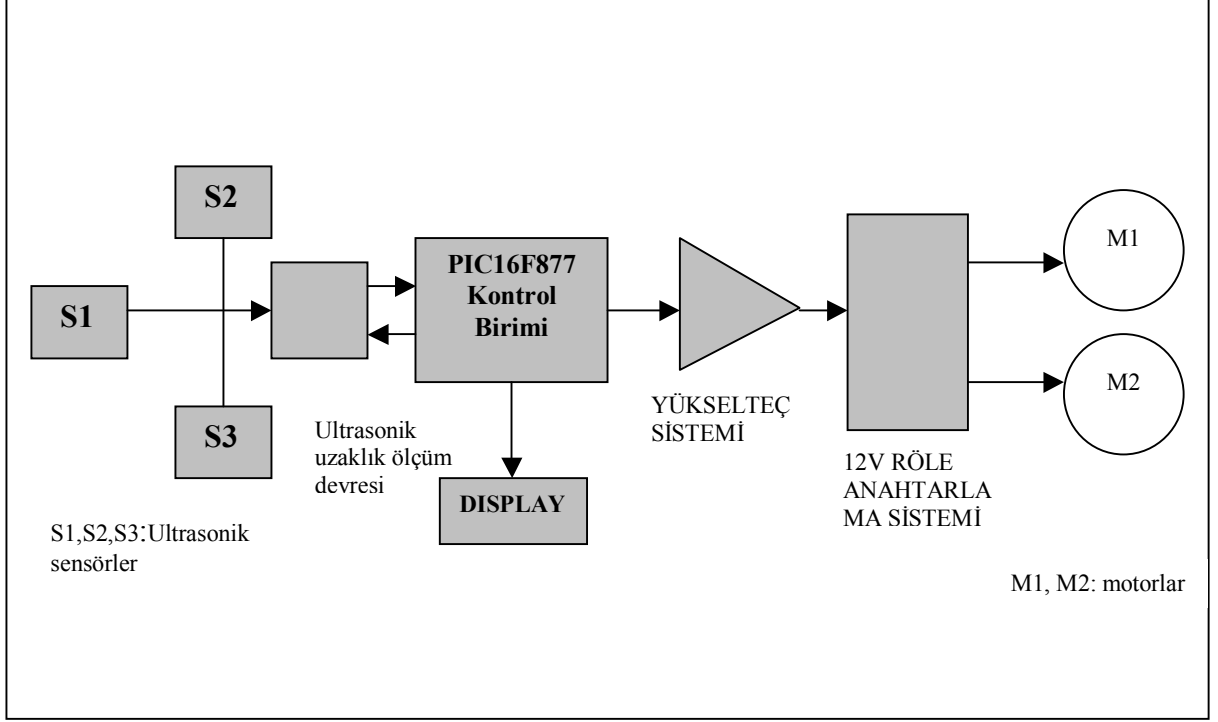 S2
S1
S3
PIC16F877
Kontrol
Birimi
M1
M2
YÜKSELTEÇ
SİSTEMİ
Ultrasonik
uzaklık ölçüm
devresi
DISPLAY
12V RÖLE
ANAHTARLA
MA SİSTEMİ
S1,S2,S3:Ultrasonik
sensörler
M1, M2: motorlar